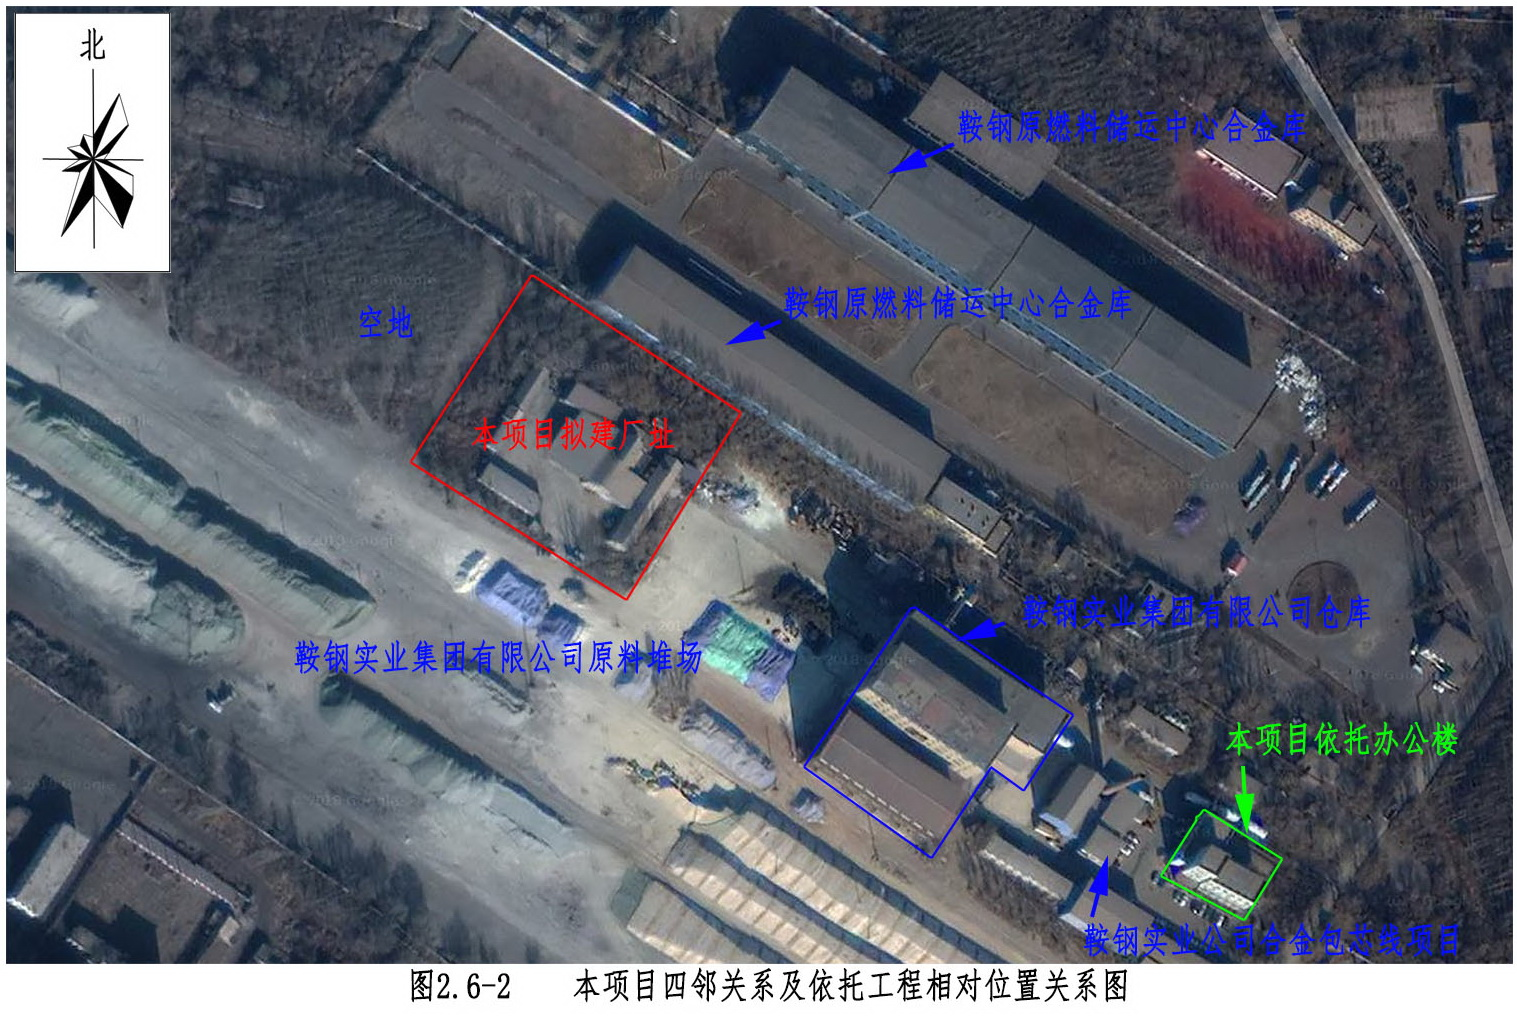 北
鞍钢原燃料储运中心合金库
鞍钢原燃料储运中心合金库
空地
本项目拟建厂址
鞍钢实业集团有限公司仓库
鞍钢实业集团有限公司原料堆场
本项目依托办公楼
鞍钢实业公司合金包芯线项目
图2.6-2 本项目四邻关系及依托工程相对位置关系图